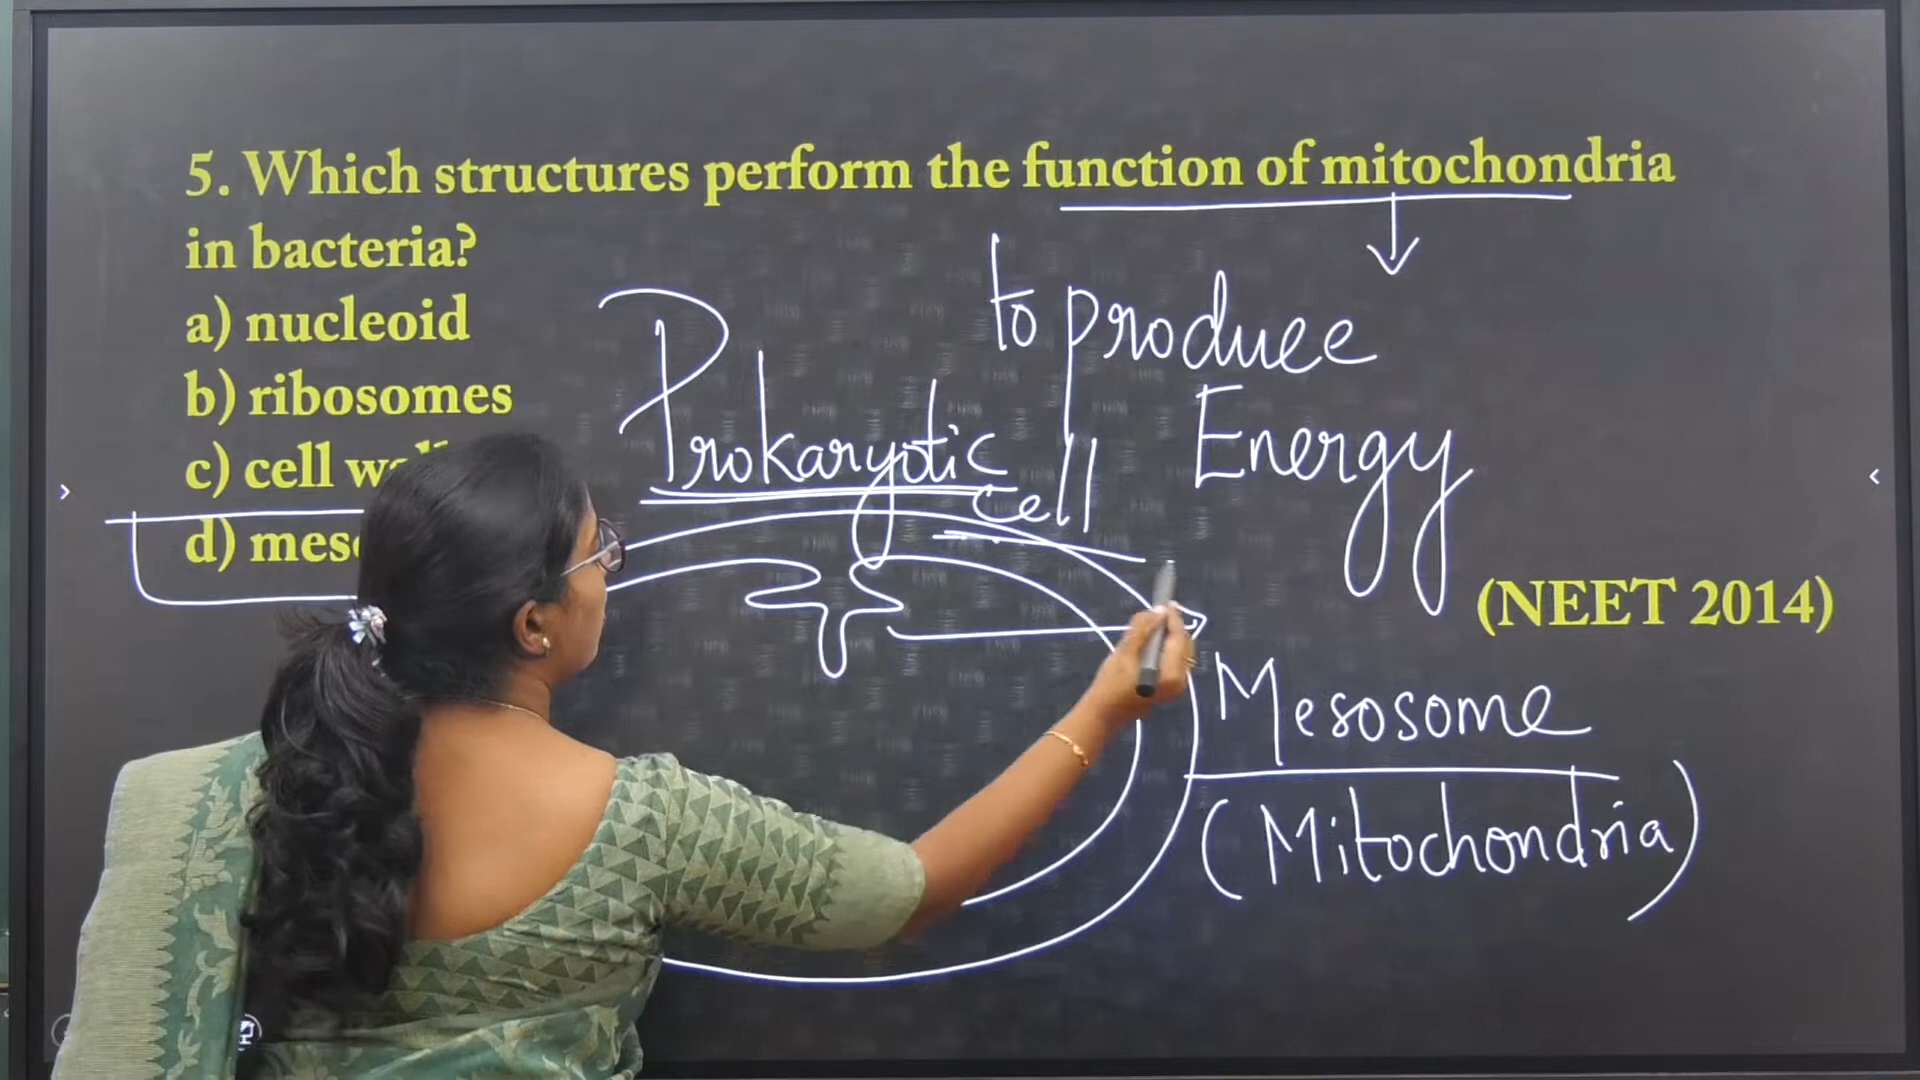 5. Which structures perform the function of mitochondria
in bacteria?
a) nucleoid
b) ribosomes
c) cell
d)
(NEET 2014)
to produce
Energy
Prokaryotic
cell
Mesosome
(Mitochondria)